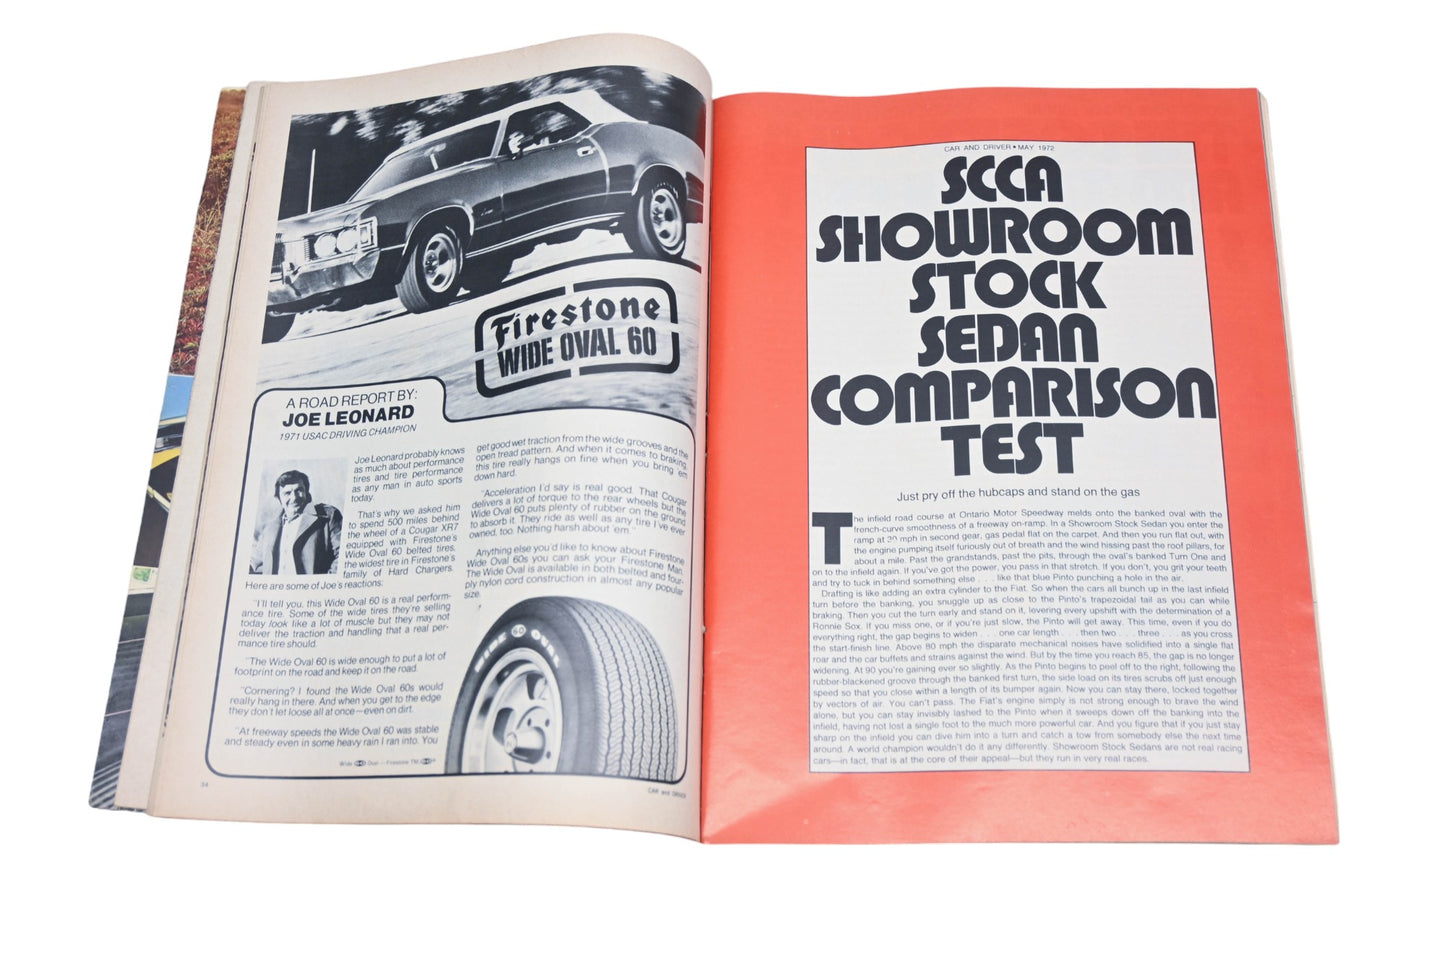 Firestone
WIDE OVAL 60
A ROAD REPORT BY:
JOE LEONARD
1971 USAC DRIVING CHAMPION
Joe Leonard probably knows
as much about performance
tires and tire performance
as any man in auto sports
today.
That's why we asked him
to spend 500 miles behind
the wheel of a Cougar XR7
equipped with Firestone's
Wide Oval 60 belted tires,
the widest tire in Firestone's
family of Hard Chargers.
Here are some of Joe's reactions:
"I'll tell you, this Wide Oval 60 is a real perform-
ance tire. Some of the wide tires they're selling
today look like a lot of muscle but they may not
deliver the traction and handling that a real per-
mance tire should.
"The Wide Oval 60 is wide enough to put a lot of
footprint on the road and keep it on the road.
"Cornering? I found the Wide Oval 60s would
really hang in there. And when you get to the edge
they don't let loose all at once—even on dirt.
"At freeway speeds the Wide Oval 60 was stable
and steady even in some heavy rain I ran into. You
get good wet traction from the wide grooves and the
open tread pattern. And when it comes to braking,
this tire really hangs on fine when you bring 'em
down hard.
"Acceleration I'd say is real good. That Cougar
delivers a lot of torque to the rear wheels but the
Wide Oval 60 puts plenty of rubber on the ground
to absorb it. They ride as well as any tire I've ever
owned, too. Nothing harsh about 'em."
Anything else you'd like to know about Firestone
Wide Oval 60s you can ask your Firestone Man.
The Wide Oval is available in both belted and four-
ply nylon cord construction in almost any popular
size.
WIDE 60 OVAL
Wide Oval — Firestone TM
34
CAR and DRIVER
CAR AND DRIVER • MAY 1972
SCCA
SHOWROOM
STOCK
SEDAN
COMPARISON
TEST
Just pry off the hubcaps and stand on the gas
The infield road course at Ontario Motor Speedway melds onto the banked oval with the
french-curve smoothness of a freeway on-ramp. In a Showroom Stock Sedan you enter the
ramp at mph in second gear, gas pedal flat on the carpet. And then you run flat out, with
the engine pumping itself furiously out of breath and the wind hissing past the roof pillars, for
about a mile. Past the grandstands, past the pits, through the oval's banked Turn One and
on to the infield again. If you've got the power, you pass in that stretch. If you don't, you grit your teeth
and try to tuck in behind something else . . . like that blue Pinto punching a hole in the air.
Drafting is like adding an extra cylinder to the Fiat. So when the cars all bunch up in the last infield
turn before the banking, you snuggle up as close to the Pinto's trapezoidal tail as you can while
braking. Then you cut the turn early and stand on it, levering every upshift with the determination of a
Ronnie Sox. If you miss one, or if you're just slow, the Pinto will get away. This time, even if you do
everything right, the gap begins to widen . . . one car length . . . then two . . . three . . . as you cross
the start-finish line. Above 80 mph the disparate mechanical noises have solidified into a single flat
roar and the car buffets and strains against the wind. But by the time you reach 85, the gap is no longer
widening. At 90 you're gaining ever so slightly. As the Pinto begins to peel off to the right, following the
rubber-blackened groove through the banked first turn, the side load on its tires scrubs off just enough
speed so that you close within a length of its bumper again. Now you can stay there, locked together
by vectors of air. You can't pass. The Fiat's engine simply is not strong enough to brave the wind
alone, but you can stay invisibly lashed to the Pinto when it sweeps down off the banking into the
infield, having not lost a single foot to the much more powerful car. And you figure that if you just stay
sharp on the infield you can dive him into a turn and catch a tow from somebody else the next time
around. A world champion wouldn't do it any differently. Showroom Stock Sedans are not real racing
cars—in fact, that is at the core of their appeal—but they run in very real races.